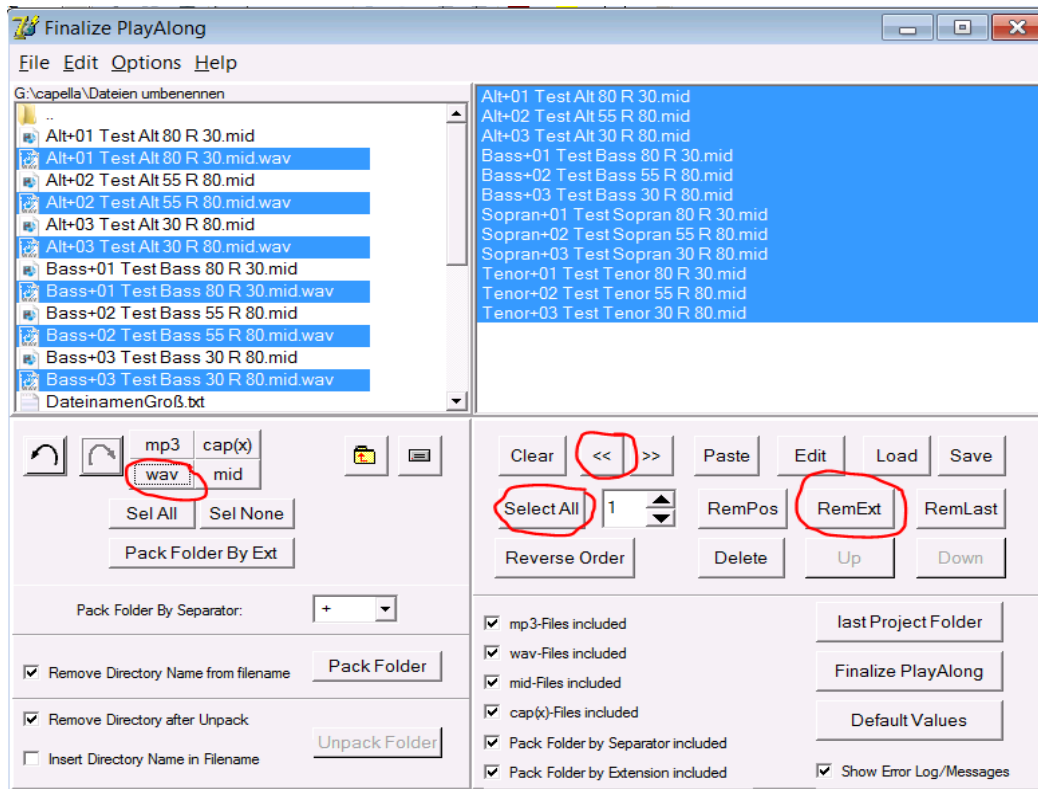 Finalize PlayAlong
File Edit Options Help
G:\capella\Dateien umbenennen
..
Alt+01 Test Alt 80 R 30.mid
Alt+01 Test Alt 80 R 30.mid.wav
Alt+02 Test Alt 55 R 80.mid
Alt+02 Test Alt 55 R 80.mid.wav
Alt+03 Test Alt 30 R 80.mid
Alt+03 Test Alt 30 R 80.mid.wav
Bass+01 Test Bass 80 R 30.mid
Bass+01 Test Bass 80 R 30.mid.wav
Bass+02 Test Bass 55 R 80.mid
Bass+02 Test Bass 55 R 80.mid.wav
Bass+03 Test Bass 30 R 80.mid
Bass+03 Test Bass 30 R 80.mid.wav
DateinamenGroß.txt
Alt+01 Test Alt 80 R 30.mid
Alt+02 Test Alt 55 R 80.mid
Alt+03 Test Alt 30 R 80.mid
Bass+01 Test Bass 80 R 30.mid
Bass+02 Test Bass 55 R 80.mid
Bass+03 Test Bass 30 R 80.mid
Sopran+01 Test Sopran 80 R 30.mid
Sopran+02 Test Sopran 55 R 80.mid
Sopran+03 Test Sopran 30 R 80.mid
Tenor+01 Test Tenor 80 R 30.mid
Tenor+02 Test Tenor 55 R 80.mid
Tenor+03 Test Tenor 30 R 80.mid
mp3 cap(x)
wav mid
Sel All Sel None
Pack Folder By Ext
Pack Folder By Separator: +
Remove Directory Name from filename Pack Folder
Remove Directory after Unpack
Unpack Folder
Insert Directory Name in Filename
Clear << >> Paste Edit Load Save
Select All 1 RemPos RemExt RemLast
Reverse Order Delete Up Down
mp3-Files included
wav-Files included
mid-Files included
cap(x)-Files included
Pack Folder by Separator included
Pack Folder by Extension included
last Project Folder
Finalize PlayAlong
Default Values
Show Error Log/Messages